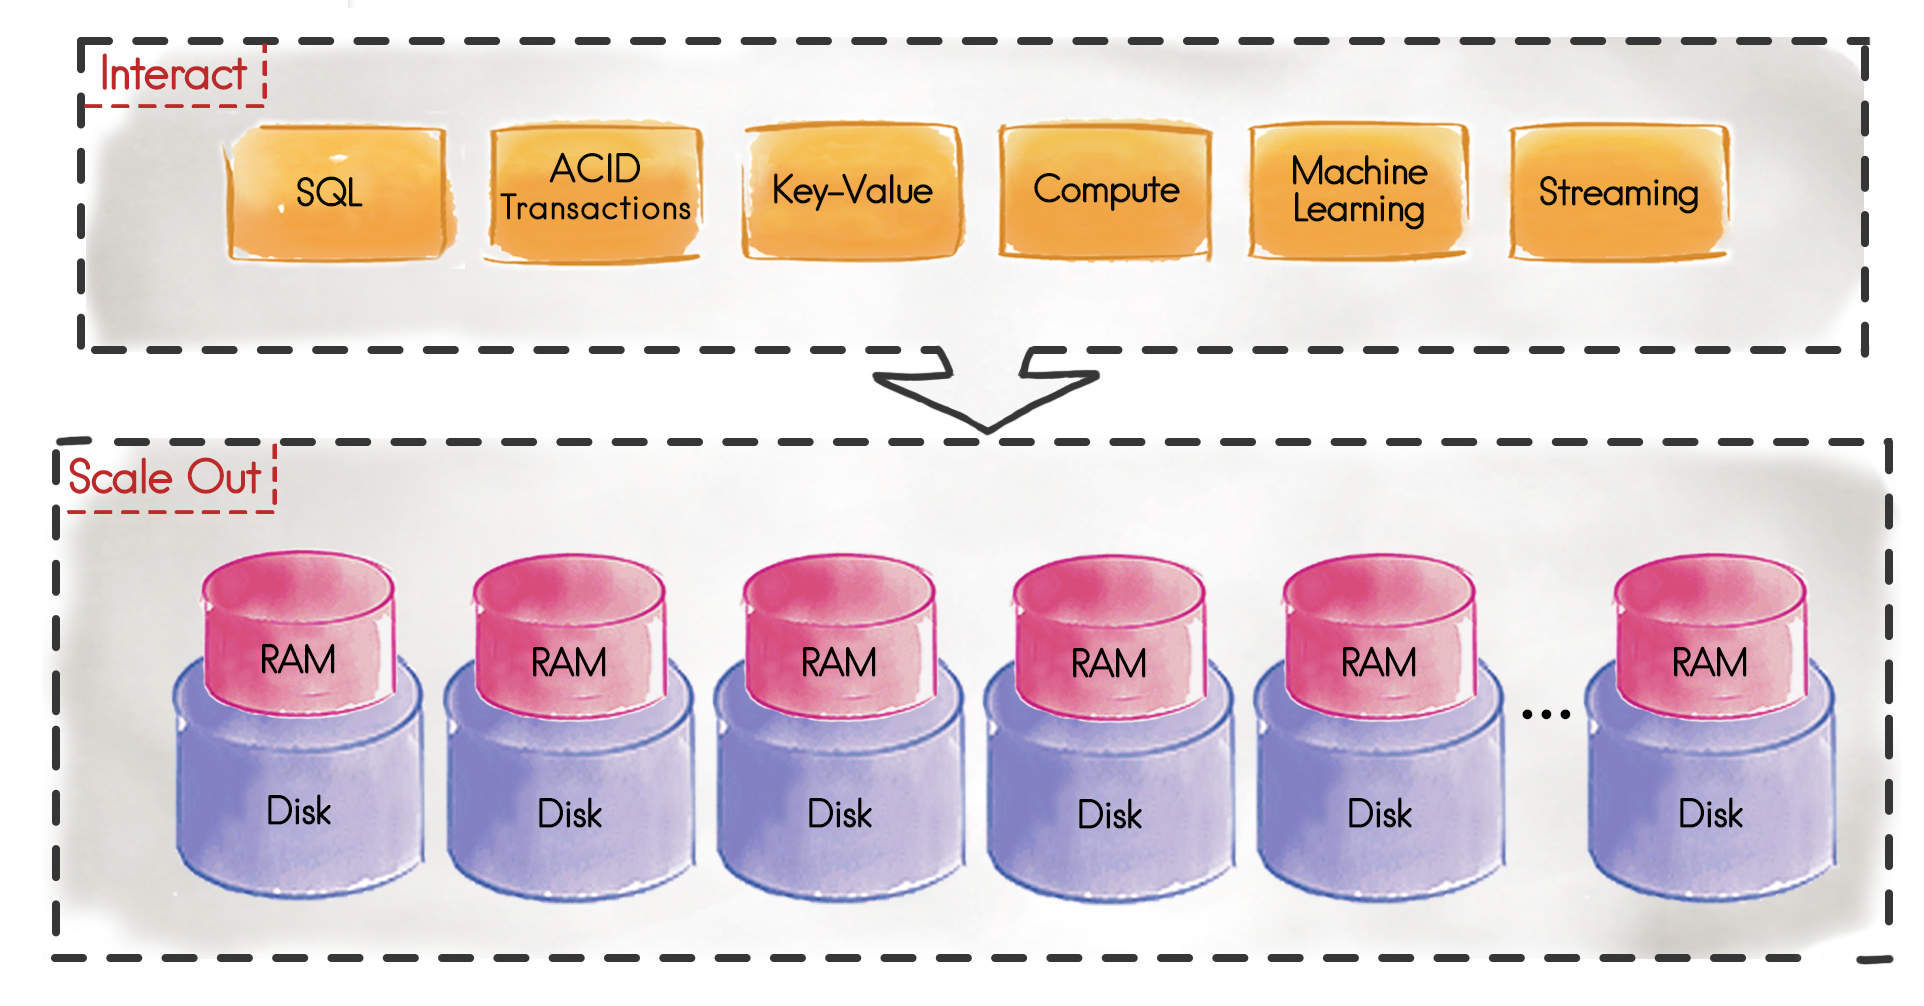 Interact
SQL
ACID
Transactions
Key-Value
Compute
Machine
Learning
Streaming
Scale Out
RAM
RAM
RAM
RAM
RAM
...
RAM
Disk
Disk
Disk
Disk
Disk
Disk